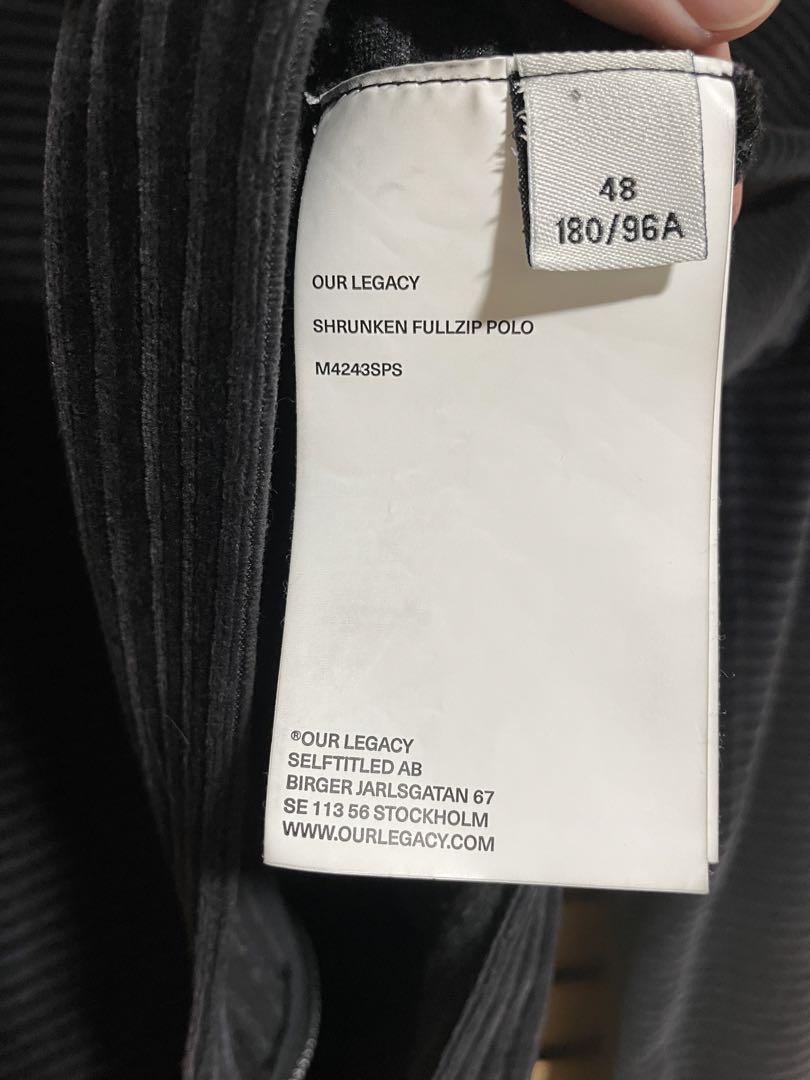 48
180/96A
OUR LEGACY
SHRUNKEN FULLZIP POLO
M4243SPS
®OUR LEGACY
SELFTITLED AB
BIRGER JARLSGATAN 67
SE 113 56 STOCKHOLM
WWW.OURLEGACY.COM